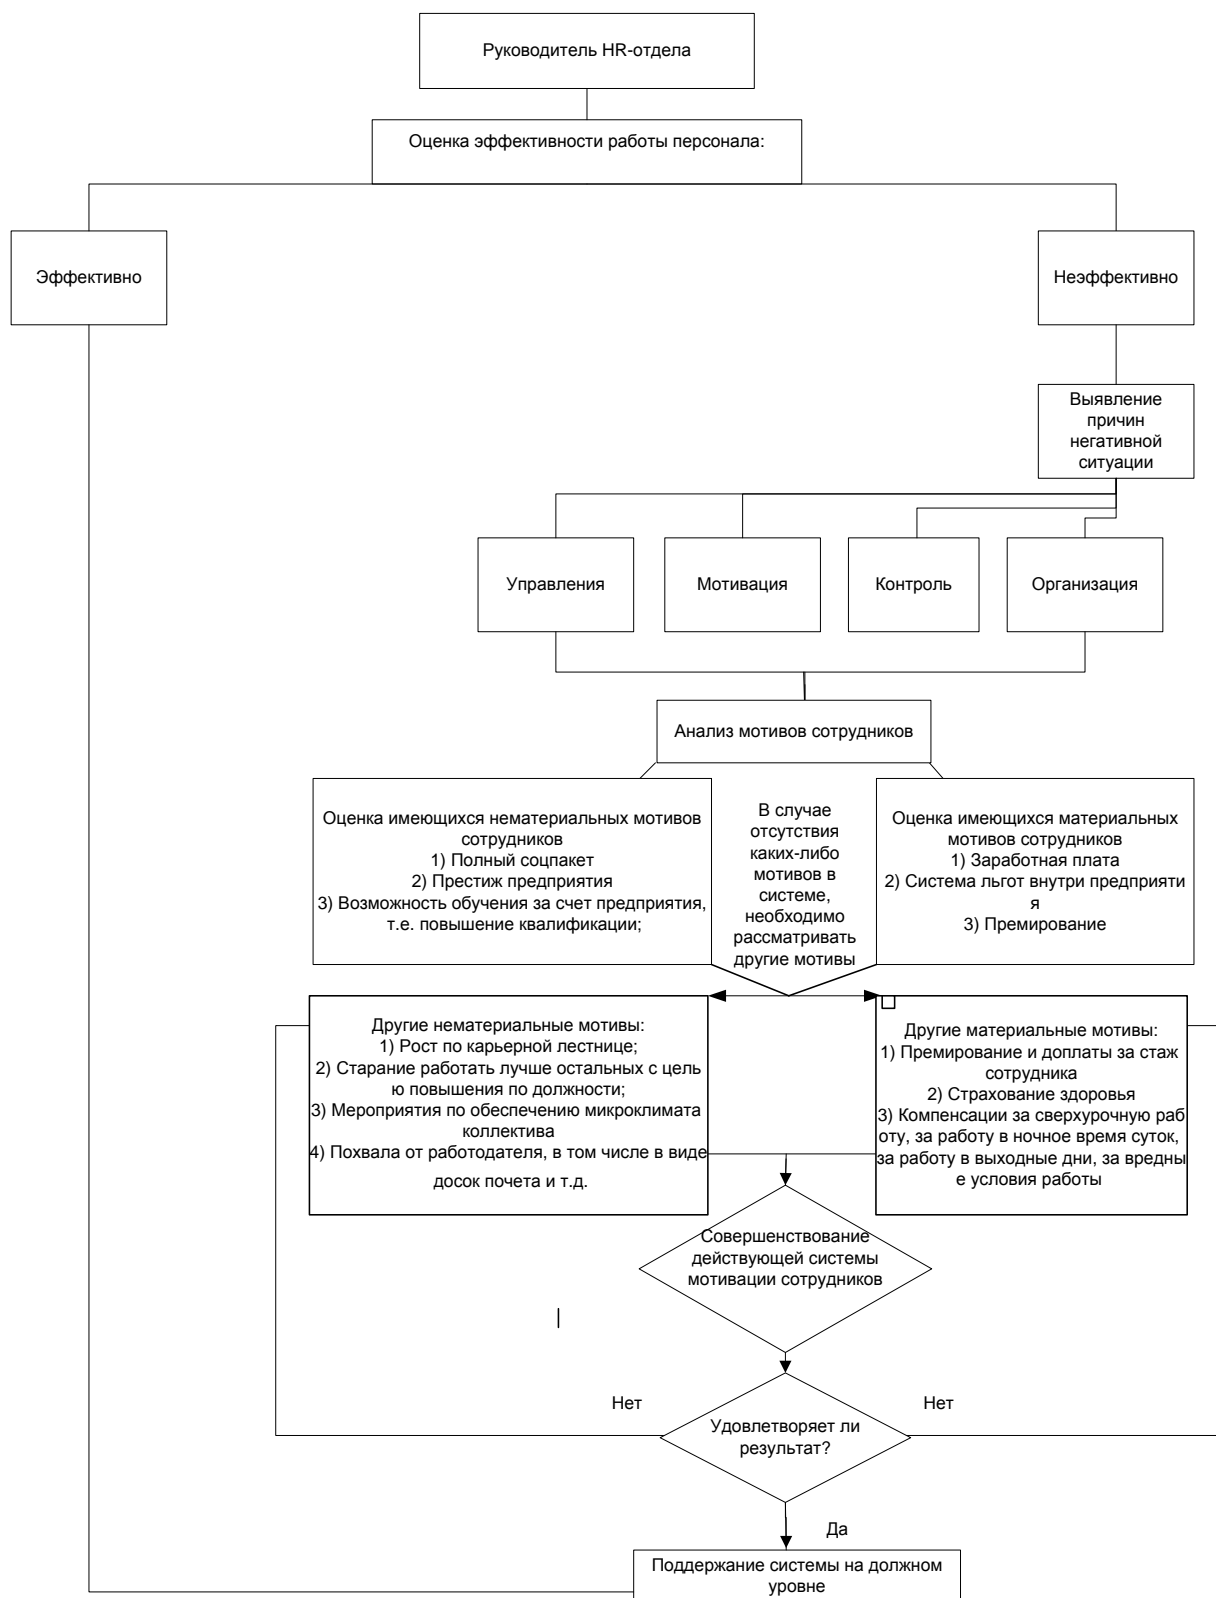 Руководитель HR-отдела
Оценка эффективности работы персонала:
Эффективно
Неэффективно
Выявление
причин
негативной
ситуации
Управления
Мотивация
Контроль
Организация
Анализ мотивов сотрудников
Оценка имеющихся нематериальных мотивов
сотрудников
1) Полный соцпакет
2) Престиж предприятия
3) Возможность обучения за счет предприятия,
т.е. повышение квалификации;
В случае
отсутствия
каких-либо
мотивов в
системе,
необходимо
рассматривать
другие мотивы
Оценка имеющихся материальных
мотивов сотрудников
1) Заработная плата
2) Система льгот внутри предприяти
я
3) Премирование
Другие нематериальные мотивы:
1) Рост по карьерной лестнице;
2) Старание работать лучше остальных с цель
ю повышения по должности;
3) Мероприятия по обеспечению микроклимата
коллектива
4) Похвала от работодателя, в том числе в виде
досок почета и т.д.
Другие материальные мотивы:
1) Премирование и доплаты за стаж
сотрудника
2) Страхование здоровья
3) Компенсации за сверхурочную раб
оту, за работу в ночное время суток,
за работу в выходные дни, за вредны
е условия работы
Совершенствование
действующей системы
мотивации сотрудников
Нет
Нет
Удовлетворяет ли
результат?
Да
Поддержание системы на должном
уровне